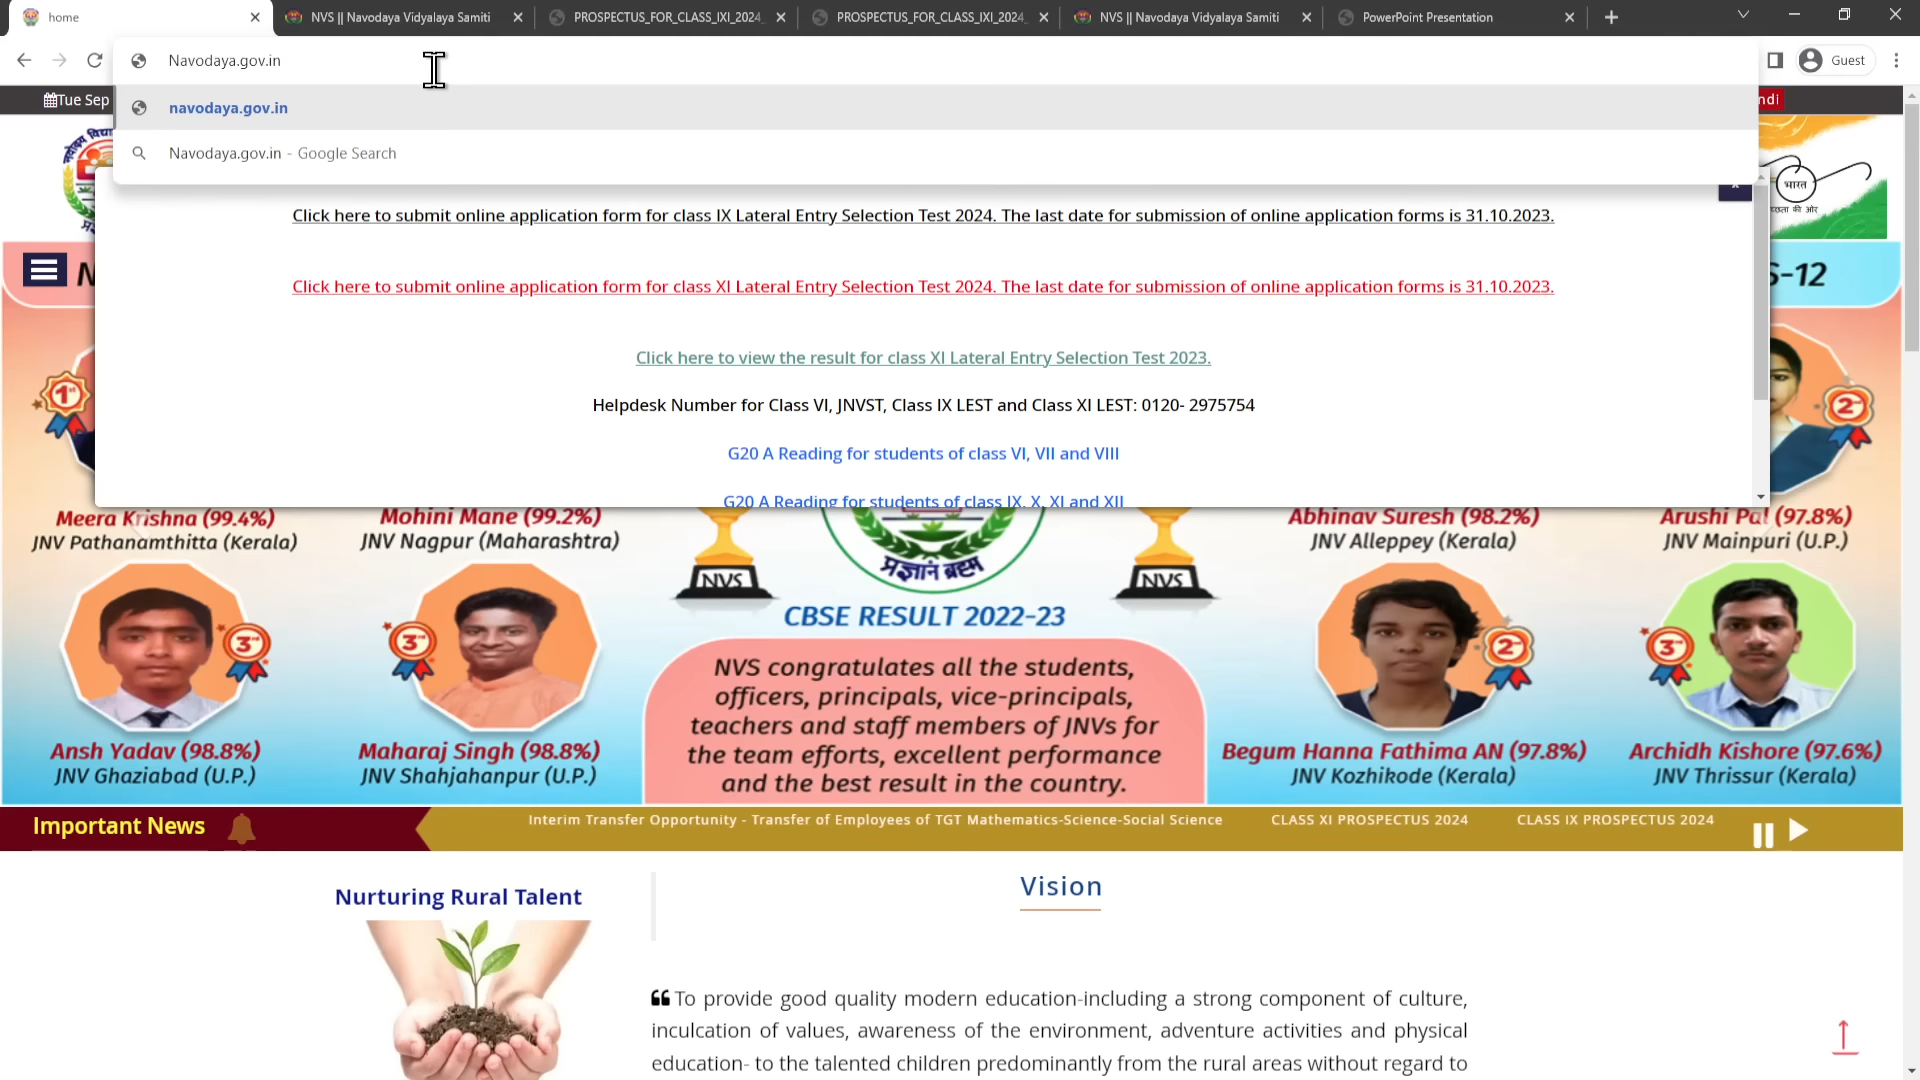 home
NVS || Navodaya Vidyalaya Samiti
PROSPECTUS_FOR_CLASS_IXI_2024_
PROSPECTUS_FOR_CLASS_IXI_2024_
NVS || Navodaya Vidyalaya Samiti
PowerPoint Presentation
Navodaya.gov.in
Guest
navodaya.gov.in
Tue Sep
ndi
Navodaya.gov.in - Google Search
भारत
Click here to submit online application form for class IX Lateral Entry Selection Test 2024. The last date for submission of online application forms is 31.10.2023.
N
S-12
Click here to submit online application form for class XI Lateral Entry Selection Test 2024. The last date for submission of online application forms is 31.10.2023.
Click here to view the result for class XI Lateral Entry Selection Test 2023.
1st
2nd
Helpdesk Number for Class VI, JNVST, Class IX LEST and Class XI LEST: 0120- 2975754
G20 A Reading for students of class VI, VII and VIII
G20 A Reading for students of class IX, X, XI and XII
Meera Krishna (99.4%)
JNV Pathanamthitta (Kerala)
Mohini Mane (99.2%)
JNV Nagpur (Maharashtra)
Abhinav Suresh (98.2%)
JNV Alleppey (Kerala)
Arushi Pal (97.8%)
JNV Mainpuri (U.P.)
NVS
प्रज्ञानं ब्रह्म
NVS
CBSE RESULT 2022-23
3rd
3rd
2nd
3rd
NVS congratulates all the students,
officers, principals, vice-principals,
teachers and staff members of JNVs for
the team efforts, excellent performance
and the best result in the country.
Ansh Yadav (98.8%)
JNV Ghaziabad (U.P.)
Maharaj Singh (98.8%)
JNV Shahjahanpur (U.P.)
Begum Hanna Fathima AN (97.8%)
JNV Kozhikode (Kerala)
Archidh Kishore (97.6%)
JNV Thrissur (Kerala)
Important News
Interim Transfer Opportunity - Transfer of Employees of TGT Mathematics-Science-Social Science
CLASS XI PROSPECTUS 2024
CLASS IX PROSPECTUS 2024
Nurturing Rural Talent
Vision
To provide good quality modern education-including a strong component of culture,
inculcation of values, awareness of the environment, adventure activities and physical
education- to the talented children predominantly from the rural areas without regard to